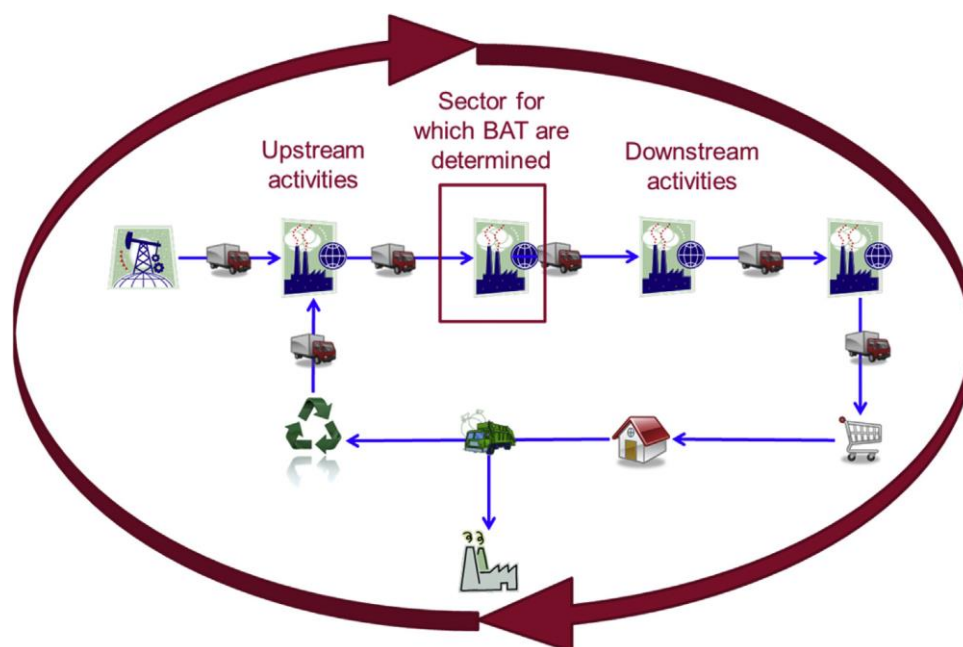 Sector for
which BAT are
determined
Upstream
activities
Downstream
activities